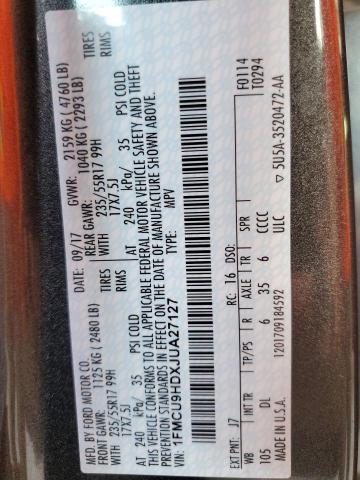 MFD. BY FORD MOTOR CO. DATE: 09/17 GVWR: 2159 KG ( 4760 LB)
FRONT GAWR: 1125 KG ( 2480 LB) REAR GAWR: 1040 KG ( 2293 LB)
WITH WITH
235/55R17 99H TIRES 235/55R17 99H TIRES
17X7.5J RIMS 17X7.5J RIMS
AT 240 kPa/ 35 PSI COLD AT 240 kPa/ 35 PSI COLD
THIS VEHICLE CONFORMS TO ALL APPLICABLE FEDERAL MOTOR VEHICLE SAFETY AND THEFT
PREVENTION STANDARDS IN EFFECT ON THE DATE OF MANUFACTURE SHOWN ABOVE.
VIN: 1FMCU9HDXJUA27127 TYPE: MPV
F0114
T0294
EXT PNT: J7 RC: 16 DSO:
WB INT TR TP/PS R AXLE TR SPR
105 DL 6 35 6 CCCC
ULC
MADE IN U.S.A. 1201709184592 ▽ 5U5A-3520472-AA